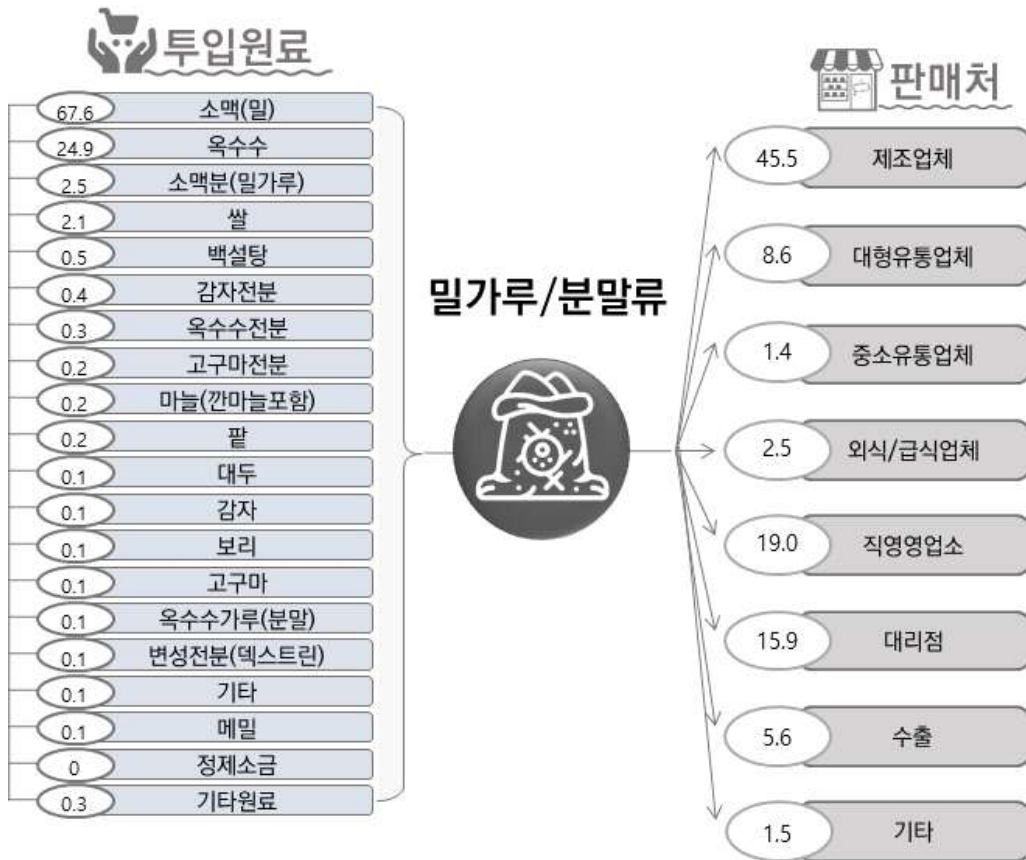 투입원료
67.6 소맥(밀)
24.9 옥수수
2.5 소맥분(밀가루)
2.1 쌀
0.5 백설탕
0.4 감자전분
0.3 옥수수전분
0.2 고구마전분
0.2 마늘(깐마늘포함)
0.2 팥
0.1 대두
0.1 감자
0.1 보리
0.1 고구마
0.1 옥수수가루(분말)
0.1 변성전분(덱스트린)
0.1 기타
0.1 메밀
0 정제소금
0.3 기타원료
밀가루/분말류
판매처
45.5 제조업체
8.6 대형유통업체
1.4 중소유통업체
2.5 외식/급식업체
19.0 직영영업소
15.9 대리점
5.6 수출
1.5 기타